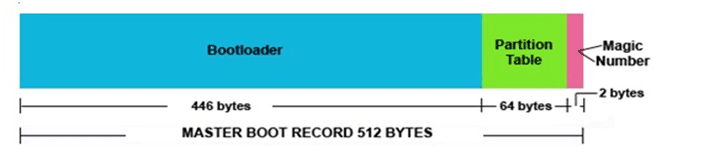 Bootloader
Partition
Table
Magic
Number
446 bytes
64 bytes
2 bytes
MASTER BOOT RECORD 512 BYTES